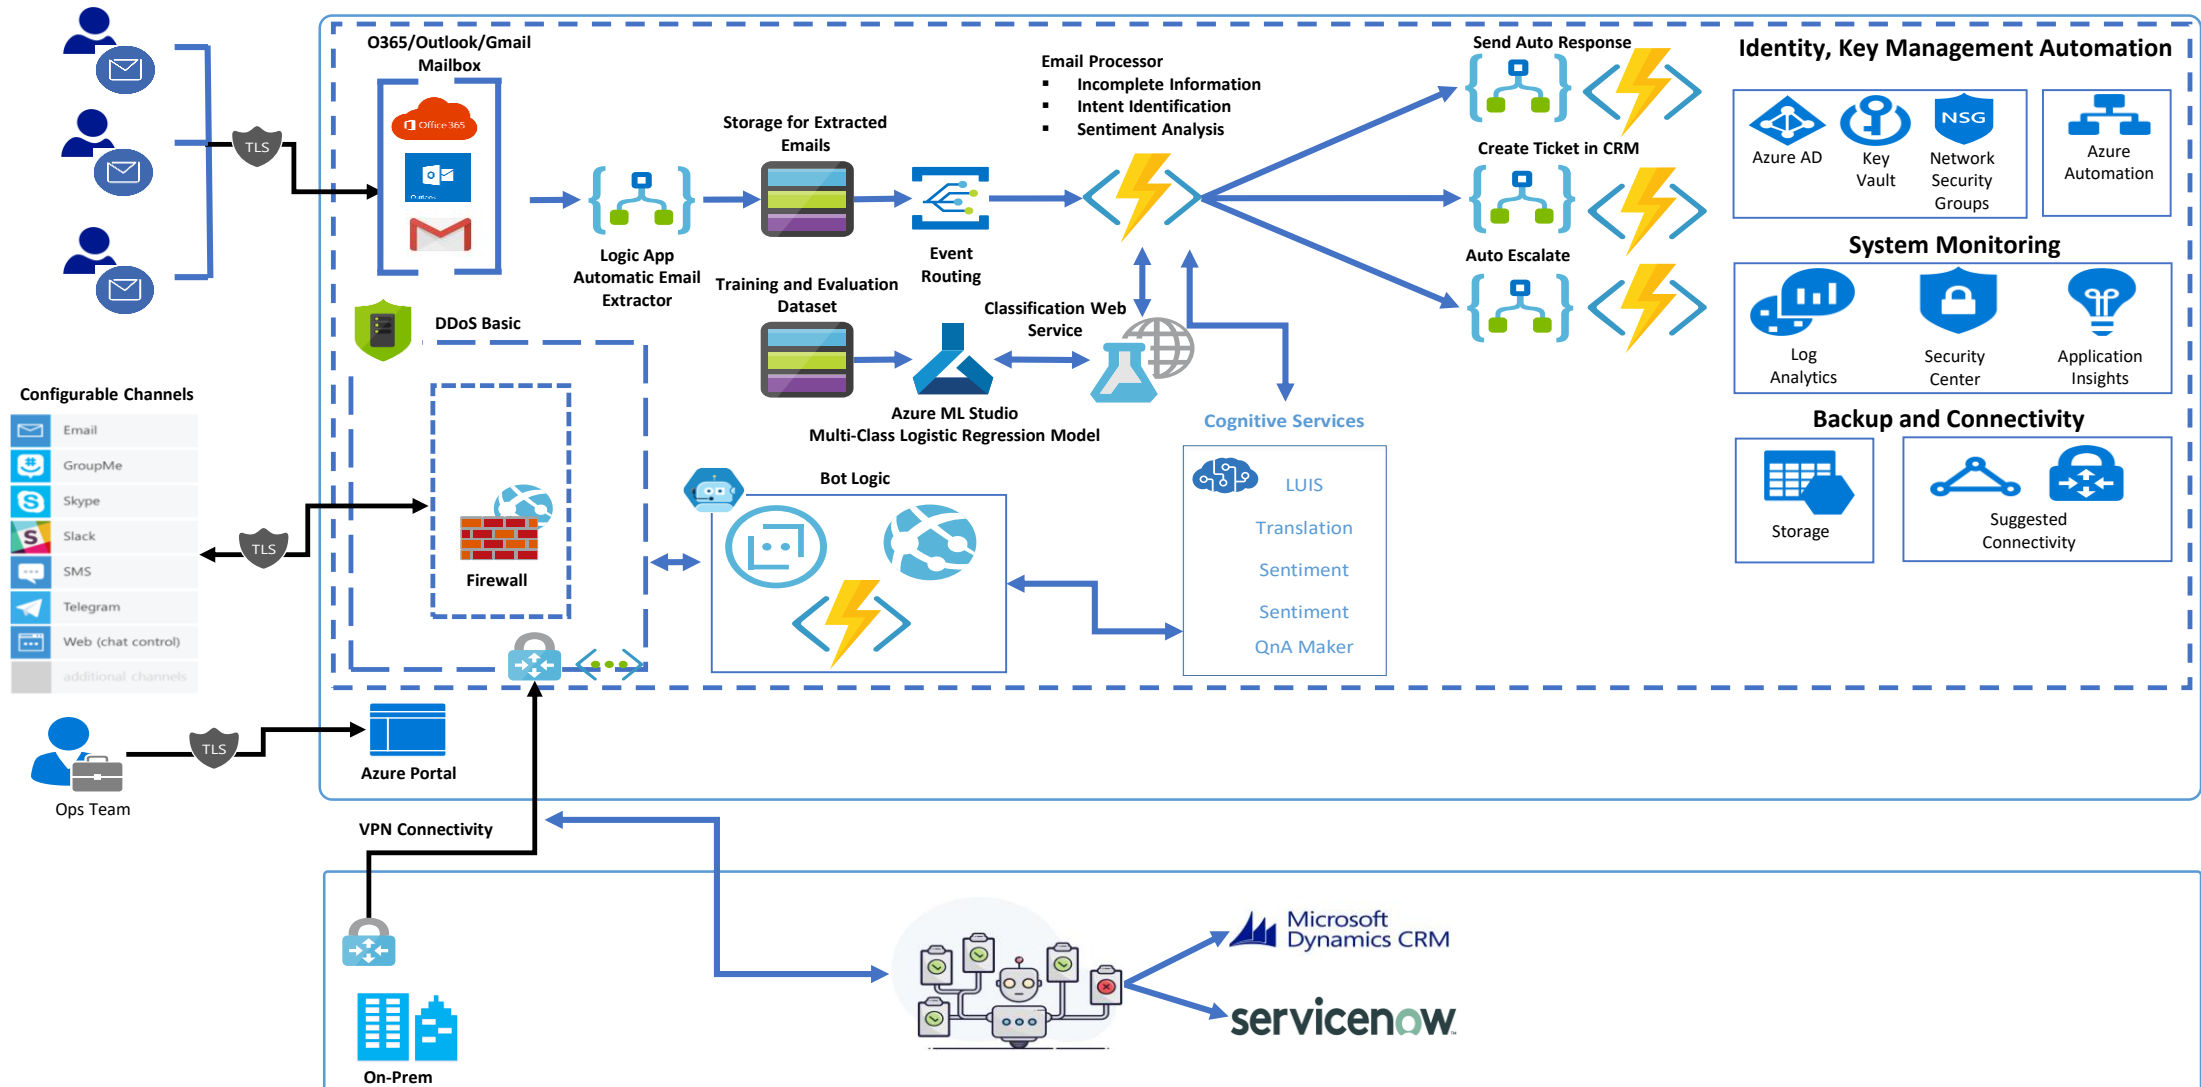 O365/Outlook/Gmail
Mailbox
Office 365
Outlook
TLS
Logic App
Automatic Email
Extractor
Storage for Extracted
Emails
Event
Routing
Email Processor
▪ Incomplete Information
▪ Intent Identification
▪ Sentiment Analysis
Send Auto Response
Create Ticket in CRM
Auto Escalate
Training and Evaluation
Dataset
Azure ML Studio
Multi-Class Logistic Regression Model
Classification Web
Service
Identity, Key Management Automation
Azure AD
Key
Vault
NSG
Network
Security
Groups
Azure
Automation
System Monitoring
Log
Analytics
Security
Center
Application
Insights
Backup and Connectivity
Storage
Suggested
Connectivity
DDoS Basic
Firewall
Configurable Channels
Email
GroupMe
Skype
S
Slack
SMS
Telegram
Web (chat control)
additional channels
TLS
Bot Logic
Cognitive Services
LUIS
Translation
Sentiment
Sentiment
QnA Maker
Ops Team
TLS
Azure Portal
VPN Connectivity
On-Prem
Microsoft
Dynamics CRM
servicenow